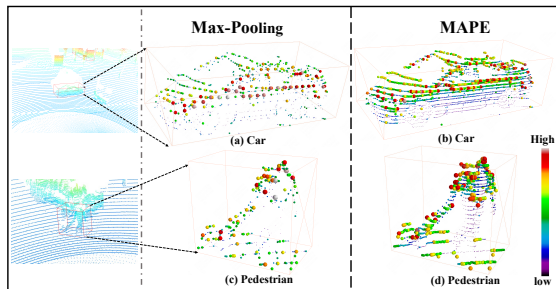 Max-Pooling
MAPE
(a) Car
(b) Car
High
(c) Pedestrian
(d) Pedestrian
low